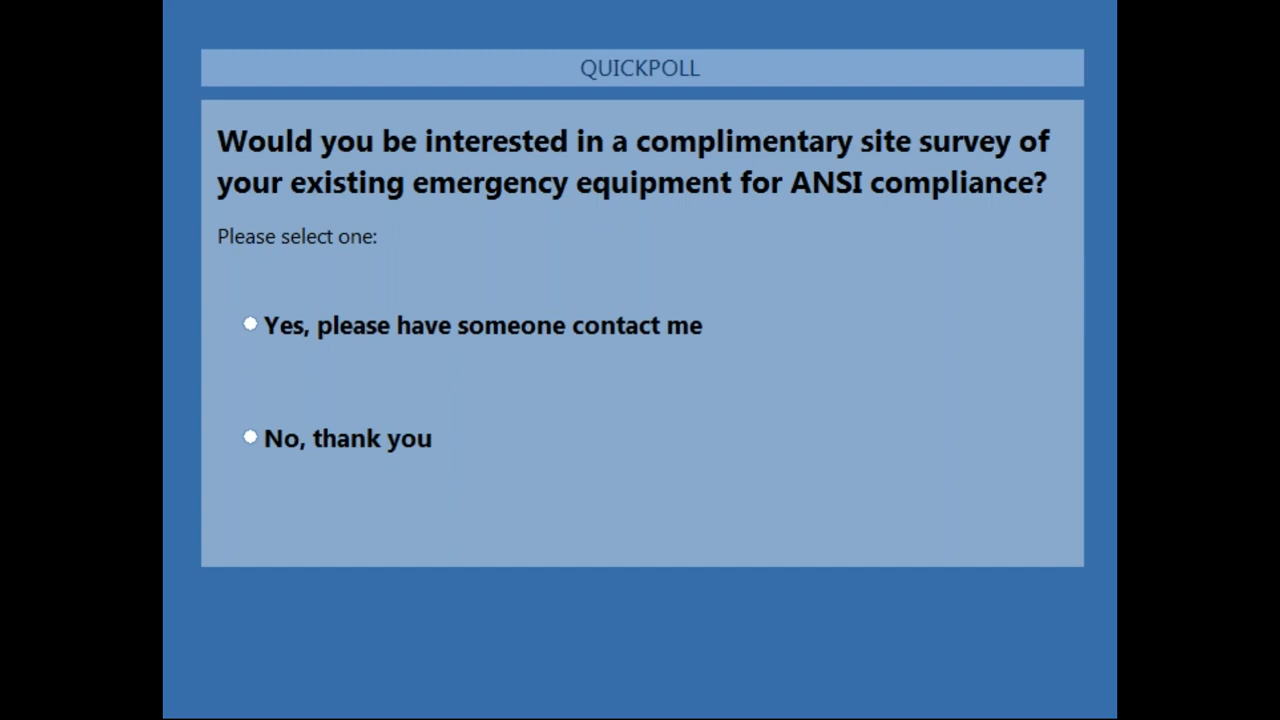 QUICKPOLL
Would you be interested in a complimentary site survey of
your existing emergency equipment for ANSI compliance?
Please select one:
Yes, please have someone contact me
No, thank you